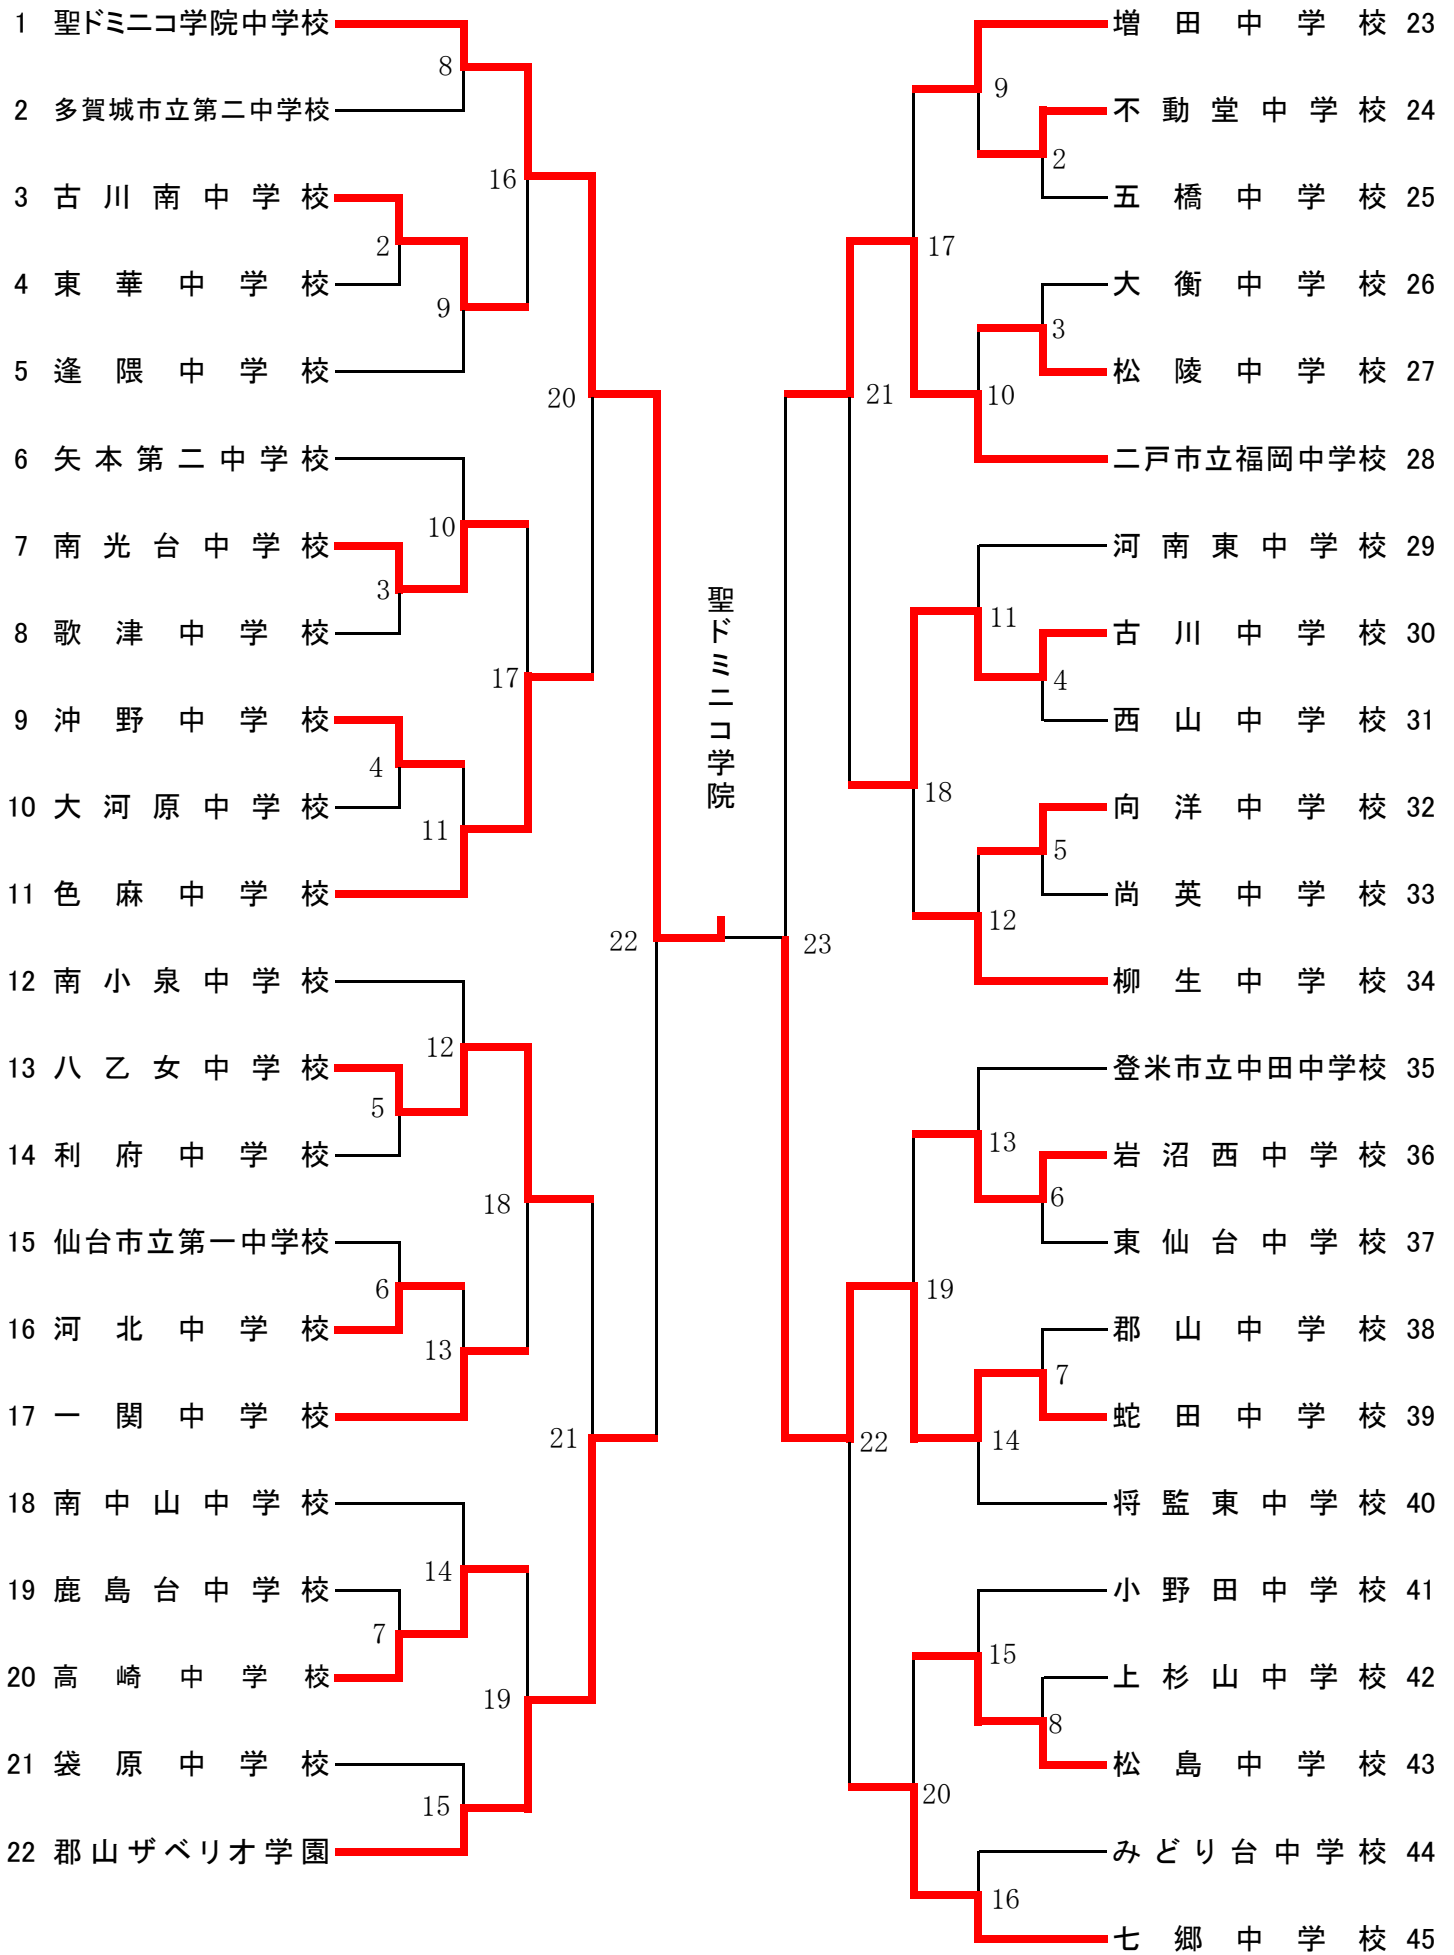 1 聖ドミニコ学院中学校
8
2 多賀城市立第二中学校
16
3 古川南中学校
2
4 東華中学校
9
5 逢隈中学校
20
6 矢本第二中学校
10
7 南光台中学校
3
8 歌津中学校
17
9 沖野中学校
4
10 大河原中学校
11
11 色麻中学校
22
12 南小泉中学校
12
13 八乙女中学校
5
14 利府中学校
18
15 仙台市立第一中学校
6
16 河北中学校
13
17 一関中学校
21
18 南中山中学校
14
19 鹿島台中学校
7
20 高崎中学校
19
21 袋原中学校
15
22 郡山ザベリオ学園
聖ドミニコ学院
増田中学校 23
9
不動堂中学校 24
2
五橋中学校 25
17
大衡中学校 26
3
松陵中学校 27
21
10
二戸市立福岡中学校 28
河南東中学校 29
11
古川中学校 30
4
西山中学校 31
18
向洋中学校 32
5
尚英中学校 33
12
23
柳生中学校 34
登米市立中田中学校 35
13
岩沼西中学校 36
6
東仙台中学校 37
19
郡山中学校 38
7
蛇田中学校 39
22
14
将監東中学校 40
小野田中学校 41
15
上杉山中学校 42
8
松島中学校 43
20
みどり台中学校 44
16
七郷中学校 45